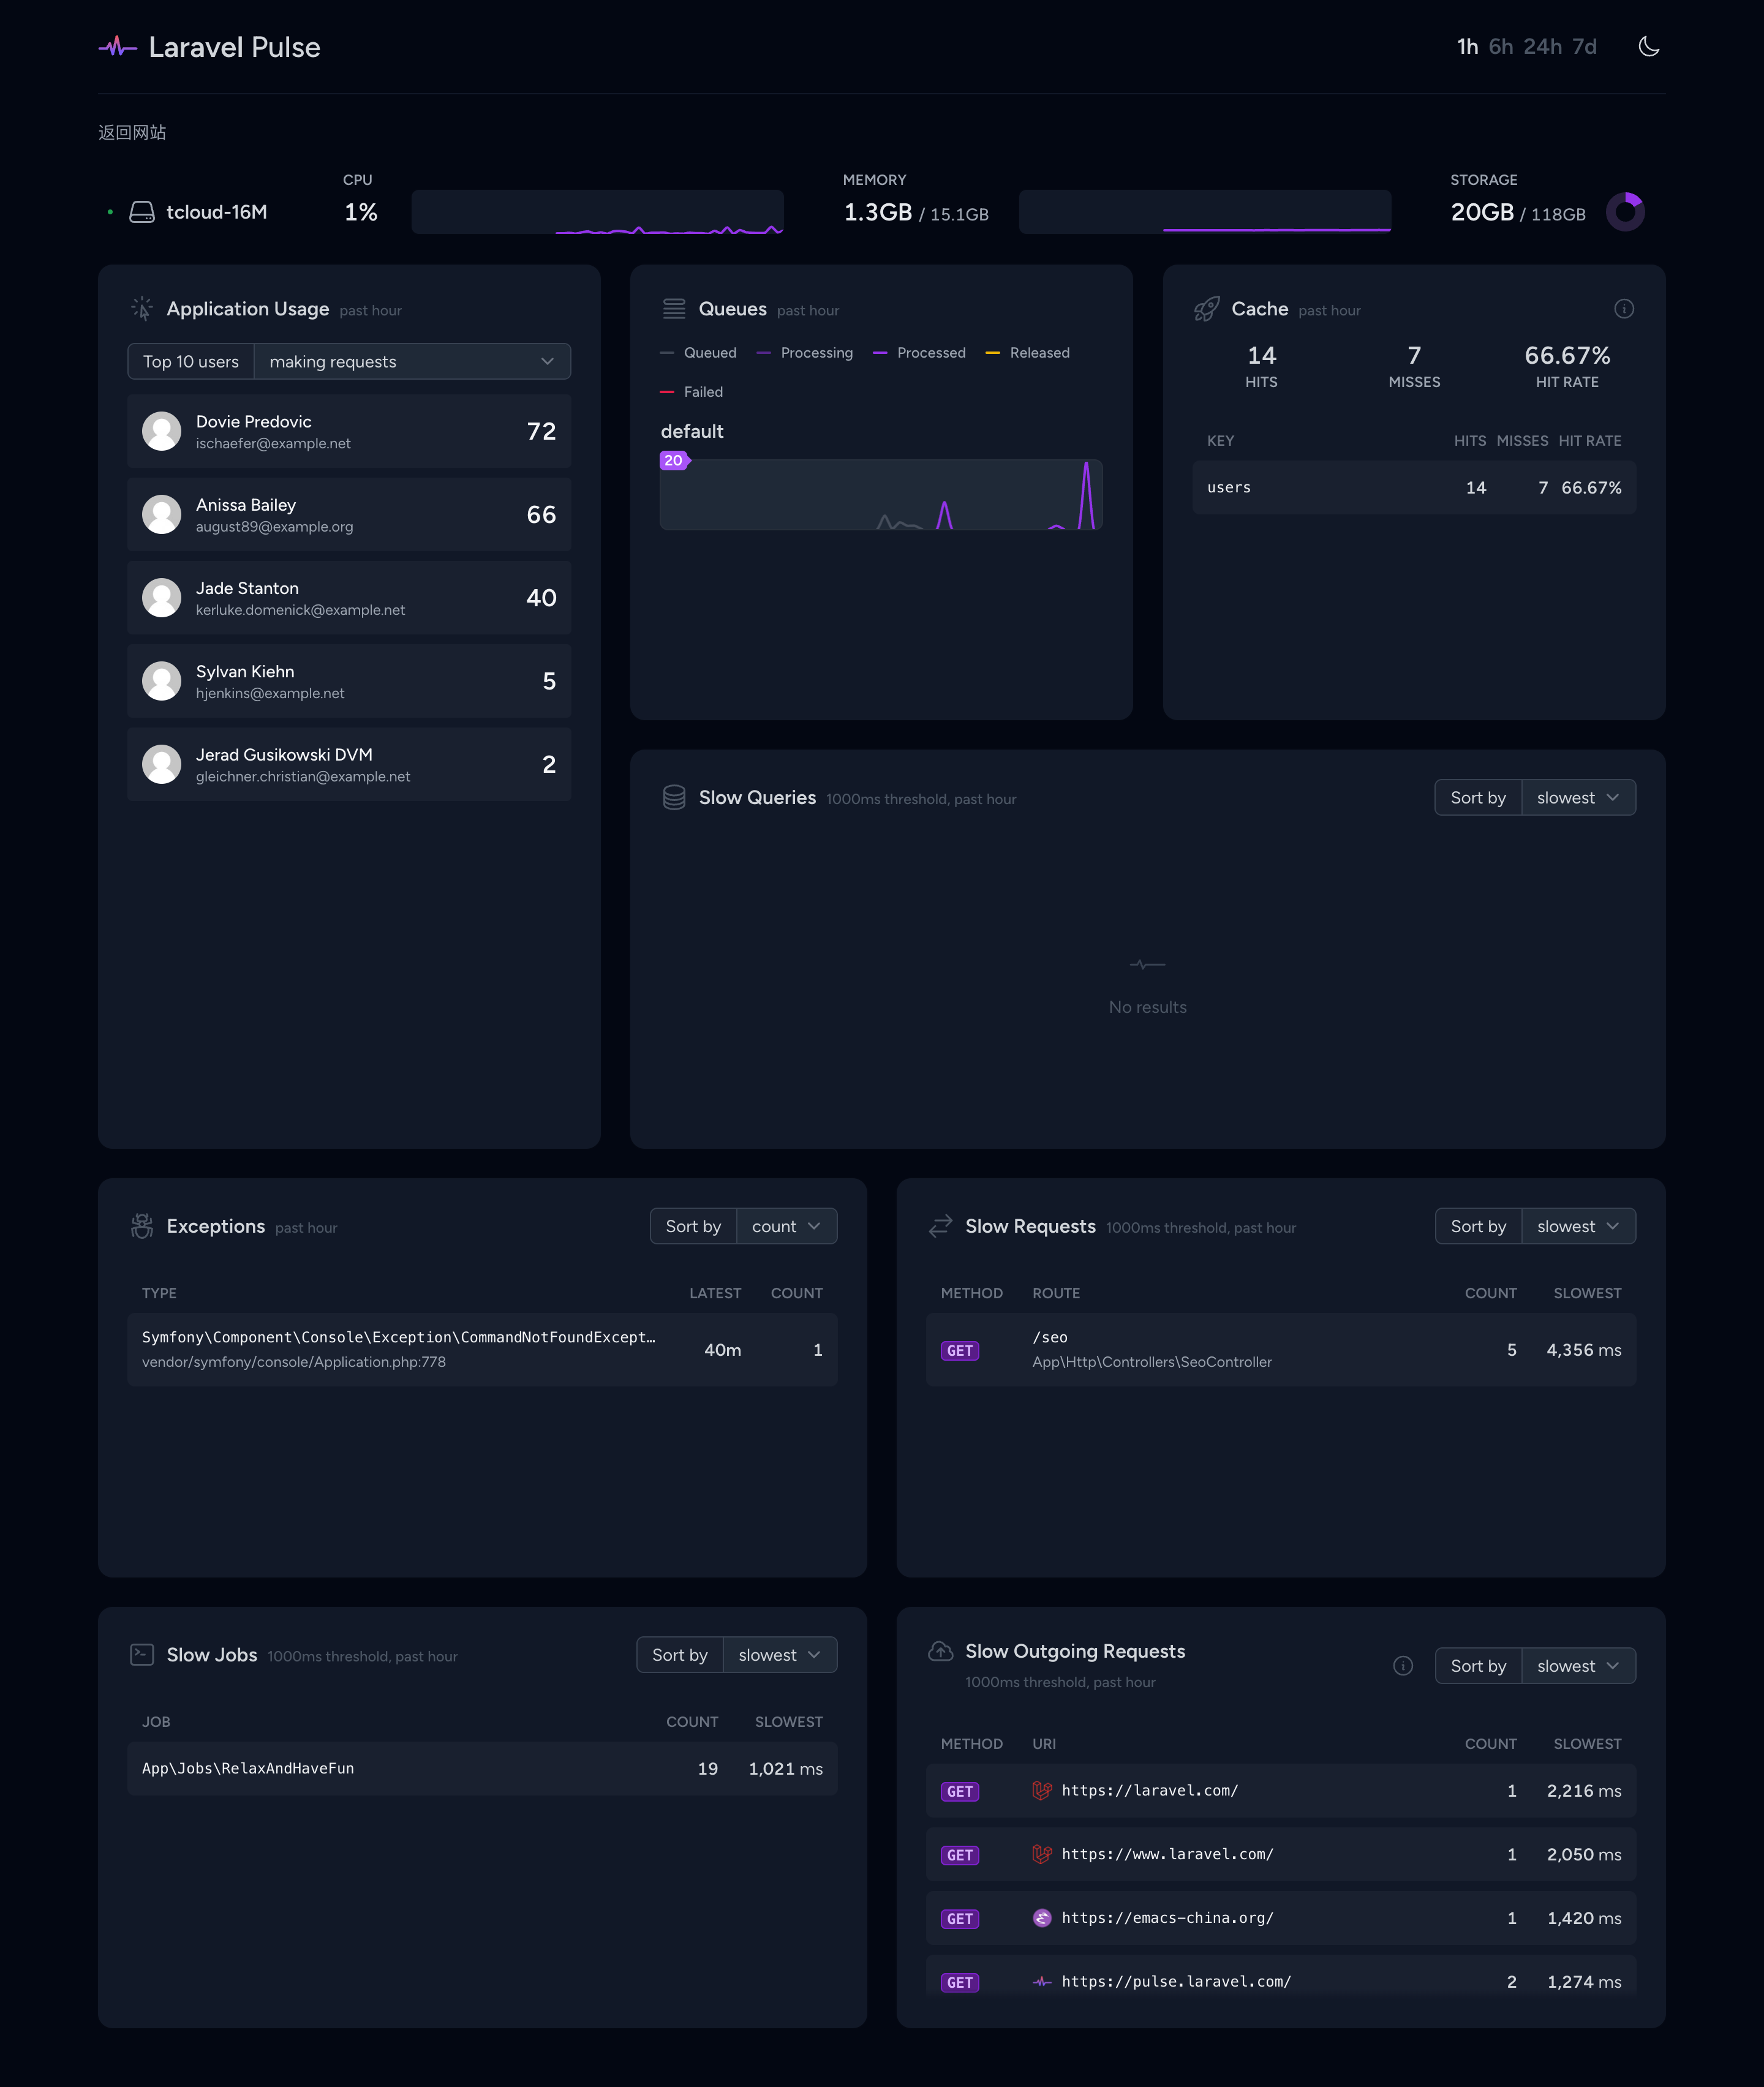 Laravel Pulse
1h 6h 24h 7d
返回网站
tcloud-16M
CPU
1%
MEMORY
1.3GB / 15.1GB
STORAGE
20GB / 118GB
Application Usage past hour
Top 10 users making requests
Dovie Predovic
ischaefer@example.net
72
Anissa Bailey
august89@example.org
66
Jade Stanton
kerluke.domenick@example.net
40
Sylvan Kiehn
hjenkins@example.net
5
Jerad Gusikowski DVM
gleichner.christian@example.net
2
Queues past hour
Queued Processing Processed Released
Failed
default
20
Cache past hour
14 7 66.67%
HITS MISSES HIT RATE
KEY HITS MISSES HIT RATE
users 14 7 66.67%
Slow Queries 1000ms threshold, past hour
Sort by slowest
No results
Exceptions past hour
Sort by count
TYPE LATEST COUNT
Symfony\Component\Console\Exception\CommandNotFoundExcept…
vendor/symfony/console/Application.php:778
40m 1
Slow Requests 1000ms threshold, past hour
Sort by slowest
METHOD ROUTE COUNT SLOWEST
GET /seo
App\Http\Controllers\SeoController
5 4,356 ms
Slow Jobs 1000ms threshold, past hour
Sort by slowest
JOB COUNT SLOWEST
App\Jobs\RelaxAndHaveFun 19 1,021 ms
Slow Outgoing Requests
1000ms threshold, past hour
Sort by slowest
METHOD URI COUNT SLOWEST
GET https://laravel.com/ 1 2,216 ms
GET https://www.laravel.com/ 1 2,050 ms
GET https://emacs-china.org/ 1 1,420 ms
GET https://pulse.laravel.com/ 2 1,274 ms